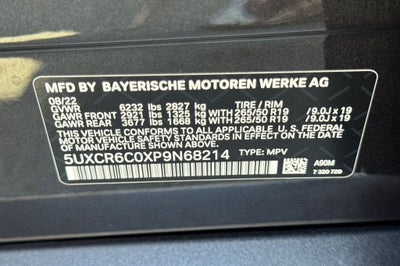 MFD BY BAYERISCHE MOTOREN WERKE AG
08/22
GVWR 6232 lbs 2827 kg TIRE / RIM
GAWR FRONT 2921 lbs 1325 kg WITH 265/50 R19 /9.0J x 19
GAWR REAR 3677 lbs 1668 kg WITH 265/50 R19 /9.0J x 19
THIS VEHICLE CONFORMS TO ALL APPLICABLE U.S. FEDERAL
MOTOR VEHICLE SAFETY STANDARDS IN EFFECT ON THE
DATE OF MANUFACTURE SHOWN ABOVE.
5UXCR6C0XP9N68214 TYPE: MPV
A90M
7 320 729